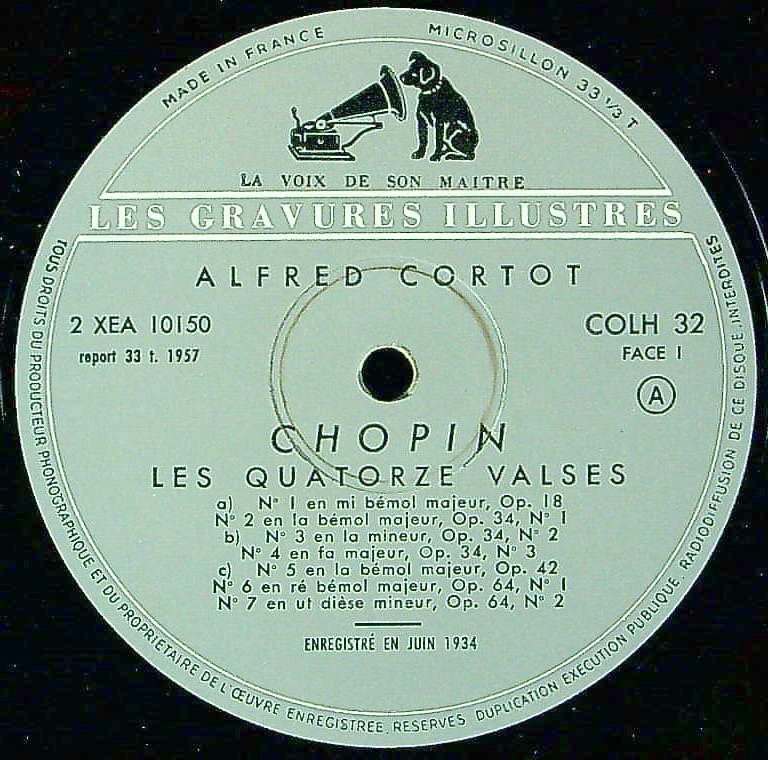 MADE IN FRANCE
MICROSILLON 33 1/3 T
LA VOIX DE SON MAITRE
LES GRAVURES ILLUSTRES
ALFRED CORTOT
2 XEA 10150
report 33 t. 1957
COLH 32
FACE 1
A
CHOPIN
LES QUATORZE VALSES
a) N° 1 en mi bémol majeur, Op. 18
N° 2 en la bémol majeur, Op. 34, N° 1
b) N° 3 en la mineur, Op. 34, N° 2
N° 4 en fa majeur, Op. 34, N° 3
c) N° 5 en la bémol majeur, Op. 42
N° 6 en ré bémol majeur, Op. 64, N° 1
N° 7 en ut dièse mineur, Op. 64, N° 2
ENREGISTRÉ EN JUIN 1934
TOUS DROITS DU PRODUCTEUR PHONOGRAPHIQUE ET DU PROPRIETAIRE DE L'ŒUVRE ENREGISTREE, RESERVES DUPLICATION EXECUTION PUBLIQUE, RADIODIFFUSION DE CE DISQUE, INTERDITES